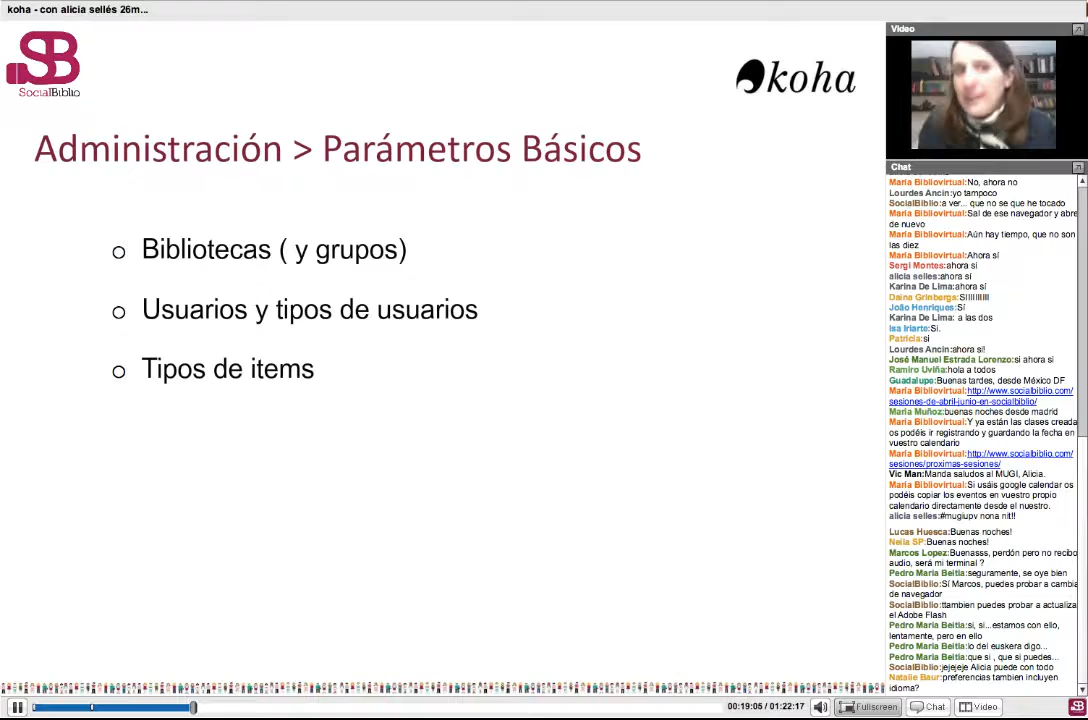 koha - con alicia sellés 26m...
SB
SocialBiblio
koha
Administración > Parámetros Básicos
Bibliotecas ( y grupos)
Usuarios y tipos de usuarios
Tipos de items
Video
Chat
Maria Bibliovirtual:No, ahora no
Lourdes Ancin:yo tampoco
SocialBiblio:a ver... que no se que he tocado
Maria Bibliovirtual:Sal de ese navegador y abre
de nuevo
Maria Bibliovirtual:Aún hay tiempo, que no son
las diez
Maria Bibliovirtual:Ahora sí
Sergi Montes:ahora si
alicia selles:ahora sí
Karina De Lima:ahora sí
Daina Grinbergs:SIIIIIIIIII
João Henriques:Sí
Karina De Lima: a las dos
Isa Iriarte:Si.
Patricia:si
Lourdes Ancin:ahora si!
José Manuel Estrada Lorenzo:si ahora si
Ramiro Uviña:hola a todos
Guadalupe:Buenas tardes, desde México DF
Maria Bibliovirtual:http://www.socialbiblio.com/
sesiones-de-abril-junio-en-socialbiblio/
Maria Muñoz:buenas noches desde madrid
Maria Bibliovirtual:Y ya están las clases creada
os podéis ir registrando y guardando la fecha en
vuestro calendario
Maria Bibliovirtual:http://www.socialbiblio.com/
sesiones/proximas-sesiones/
Vic Man:Manda saludos al MUGI, Alicia.
Maria Bibliovirtual:Si usáis google calendar os
podéis copiar los eventos en vuestro propio
calendario directamente desde el nuestro.
alicia selles:#mugiupv nona nit!!
Lucas Huesca:Buenas noches!
Neila SP:Buenas noches!
Marcos Lopez:Buenasss, perdón pero no recibo
audio, será mi terminal ?
Pedro Maria Beitia:seguramente, se oye bien
SocialBiblio:Sí Marcos, puedes probar a cambia
de navegador
SocialBiblio:ttambien puedes probar a actualiza
el Adobe Flash
Pedro Maria Beitia:si, si...estamos con ello,
lentamente, pero en ello
Pedro Maria Beitia:lo del euskera digo...
Pedro Maria Beitia:que si , que si puedes...
SocialBiblio:jejejeje Alicia puede con todo
Natalie Baur:preferencias tambien incluyen
idioma?
00:19:05 / 01:22:17
Fullscreen
Chat
Video
SB